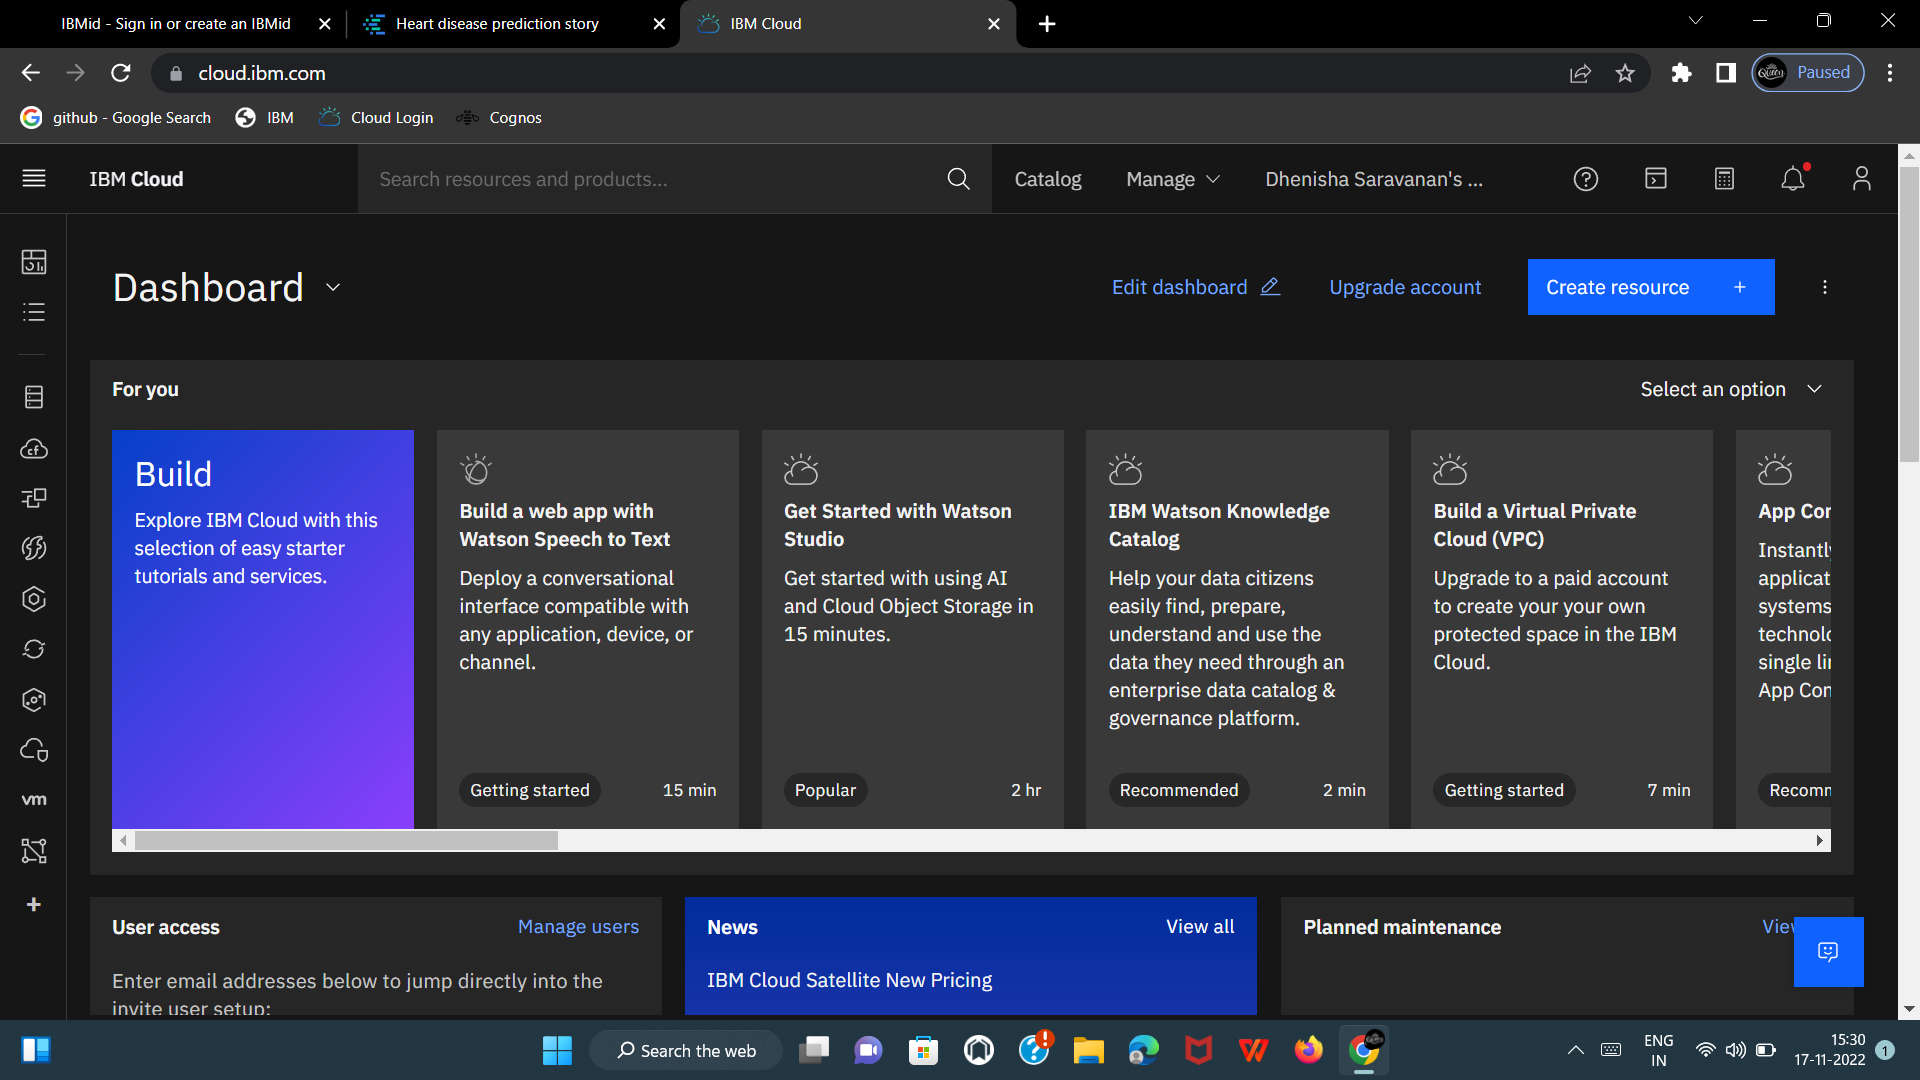 IBMid - Sign in or create an IBMid
Heart disease prediction story
IBM Cloud
cloud.ibm.com
Queen
Paused
github - Google Search
IBM
Cloud Login
Cognos
IBM Cloud
Search resources and products...
Catalog
Manage
Dhenisha Saravanan's ...
Dashboard
Edit dashboard
Upgrade account
Create resource +
For you
Select an option
Build
Explore IBM Cloud with this
selection of easy starter
tutorials and services.
Build a web app with
Watson Speech to Text
Deploy a conversational
interface compatible with
any application, device, or
channel.
Getting started
15 min
Get Started with Watson
Studio
Get started with using AI
and Cloud Object Storage in
15 minutes.
Popular
2 hr
IBM Watson Knowledge
Catalog
Help your data citizens
easily find, prepare,
understand and use the
data they need through an
enterprise data catalog &
governance platform.
Recommended
2 min
Build a Virtual Private
Cloud (VPC)
Upgrade to a paid account
to create your your own
protected space in the IBM
Cloud.
Getting started
7 min
App Con
Instantly
applicat
systems
technolo
single lin
App Con
Recomm
cf
vm
User access
Manage users
Enter email addresses below to jump directly into the
invite user setup:
News
View all
IBM Cloud Satellite New Pricing
Planned maintenance
View
Search the web
ENG
IN
15:30
17-11-2022
1